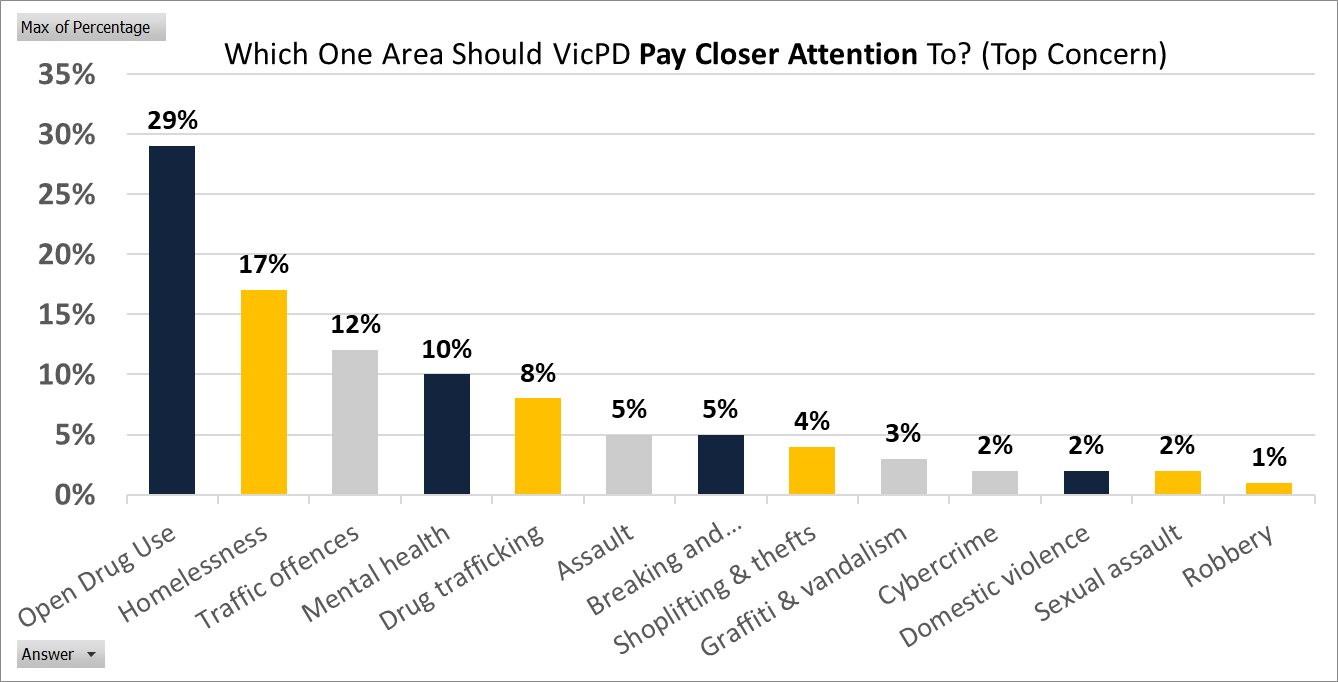 Max of Percentage
Which One Area Should VicPD Pay Closer Attention To? (Top Concern)
35%
30%
25%
20%
15%
10%
5%
0%
29%
17%
12%
10%
8%
5%
5%
4%
3%
2%
2%
2%
1%
Open Drug Use
Homelessness
Traffic offences
Mental health
Drug trafficking
Assault
Breaking and...
Shoplifting & thefts
Graffiti & vandalism
Cybercrime
Domestic violence
Sexual assault
Robbery
Answer